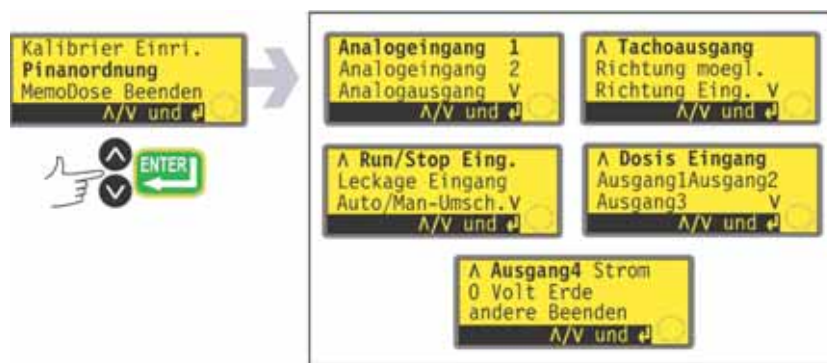 Kalibrier Einri.
Pinanordnung
MemoDose Beenden
Λ/V und ↲
ENTER
Analogeingang 1
Analogeingang 2
Analogausgang V
Λ/V und ↲
Λ Tachoausgang
Richtung moegl.
Richtung Eing. V
Λ/V und ↲
Λ Run/Stop Eing.
Leckage Eingang
Auto/Man-Umsch.V
Λ/V und ↲
Λ Dosis Eingang
Ausgang1Ausgang2
Ausgang3 V
Λ/V und ↲
Λ Ausgang4 Strom
0 Volt Erde
andere Beenden
Λ/V und ↲